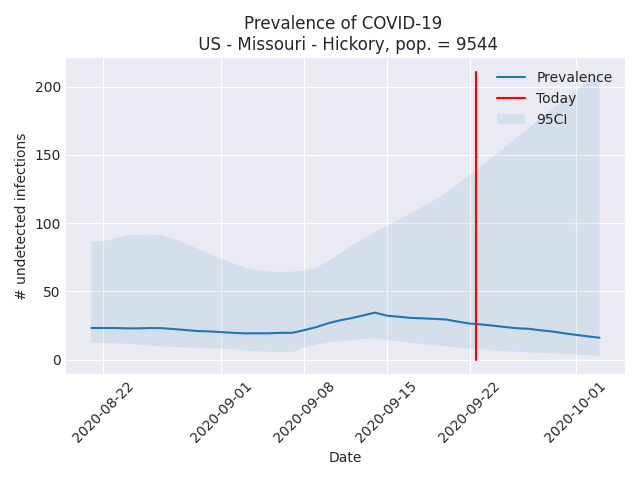 Prevalence of COVID-19
US - Missouri - Hickory, pop. = 9544
Prevalence
Today
95CI
# undetected infections
200
150
100
50
0
2020-08-22
2020-09-01
2020-09-08
2020-09-15
2020-09-22
2020-10-01
Date